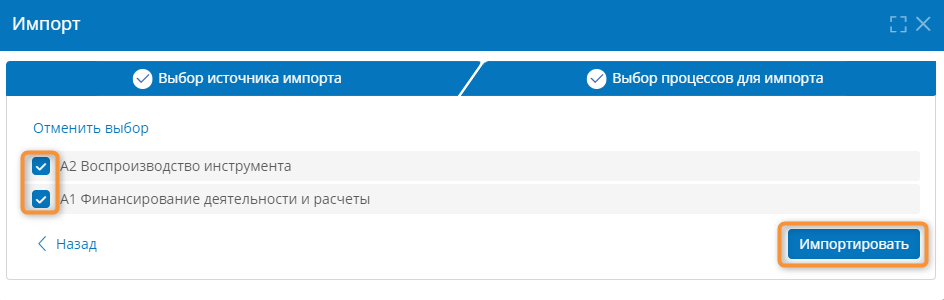 Импорт
Выбор источника импорта
Выбор процессов для импорта
Отменить выбор
А2 Воспроизводство инструмента
А1 Финансирование деятельности и расчеты
Назад
Импортировать